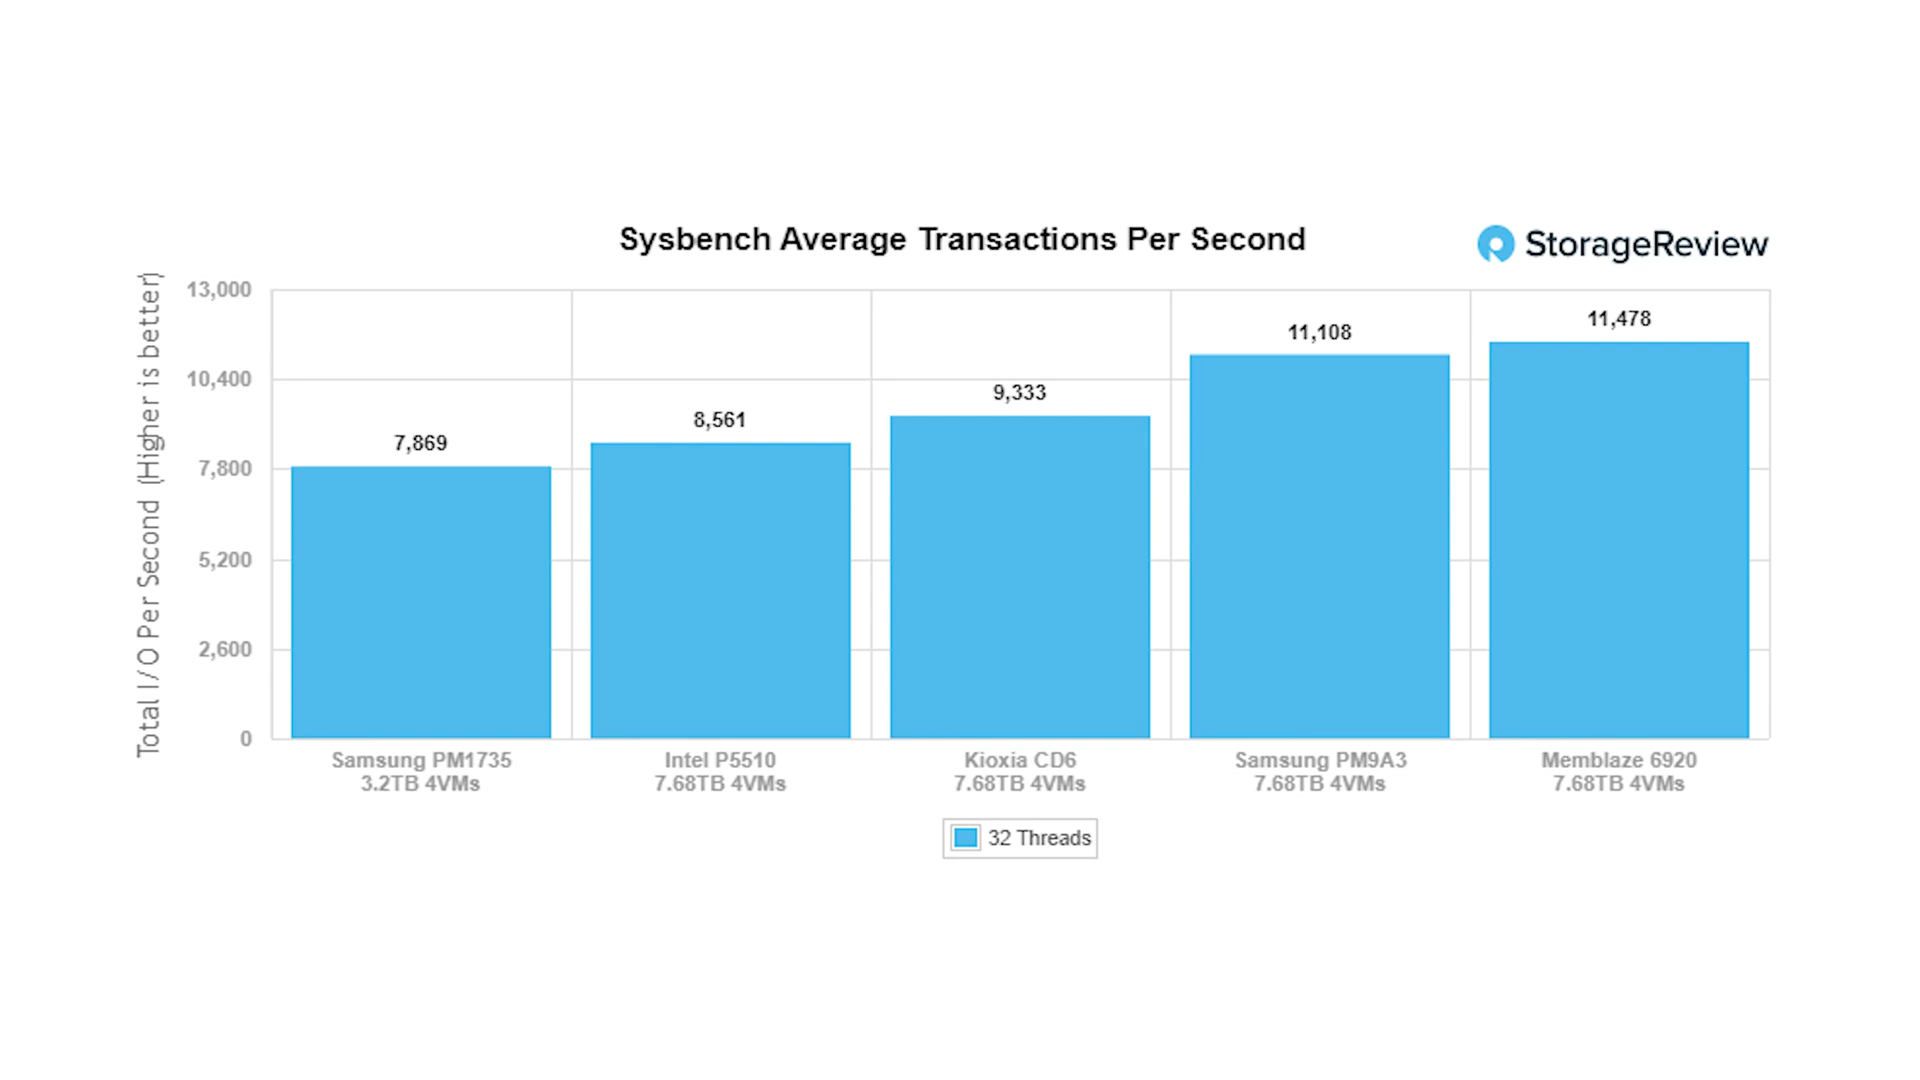 Sysbench Average Transactions Per Second
StorageReview
Total I/O Per Second (Higher is better)
13,000
10,400
7,800
5,200
2,600
0
7,869
8,561
9,333
11,108
11,478
Samsung PM1735
3.2TB 4VMs
Intel P5510
7.68TB 4VMs
Kioxia CD6
7.68TB 4VMs
Samsung PM9A3
7.68TB 4VMs
Memblaze 6920
7.68TB 4VMs
32 Threads